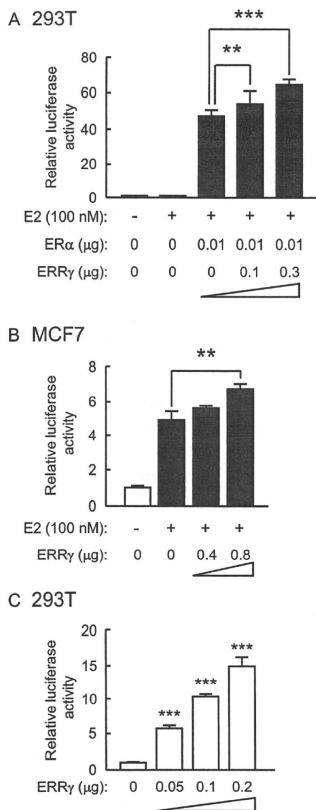 A 293T
***
**
Relative luciferase
activity
80
60
40
20
0
E2 (100 nM): - + + + +
ERα (μg): 0 0 0.01 0.01 0.01
ERRγ (μg): 0 0 0 0.1 0.3
B MCF7
**
Relative luciferase
activity
8
6
4
2
0
E2 (100 nM): - + + +
ERRγ (μg): 0 0 0.4 0.8
C 293T
Relative luciferase
activity
20
15
10
5
0
*** *** ***
ERRγ (μg): 0 0.05 0.1 0.2